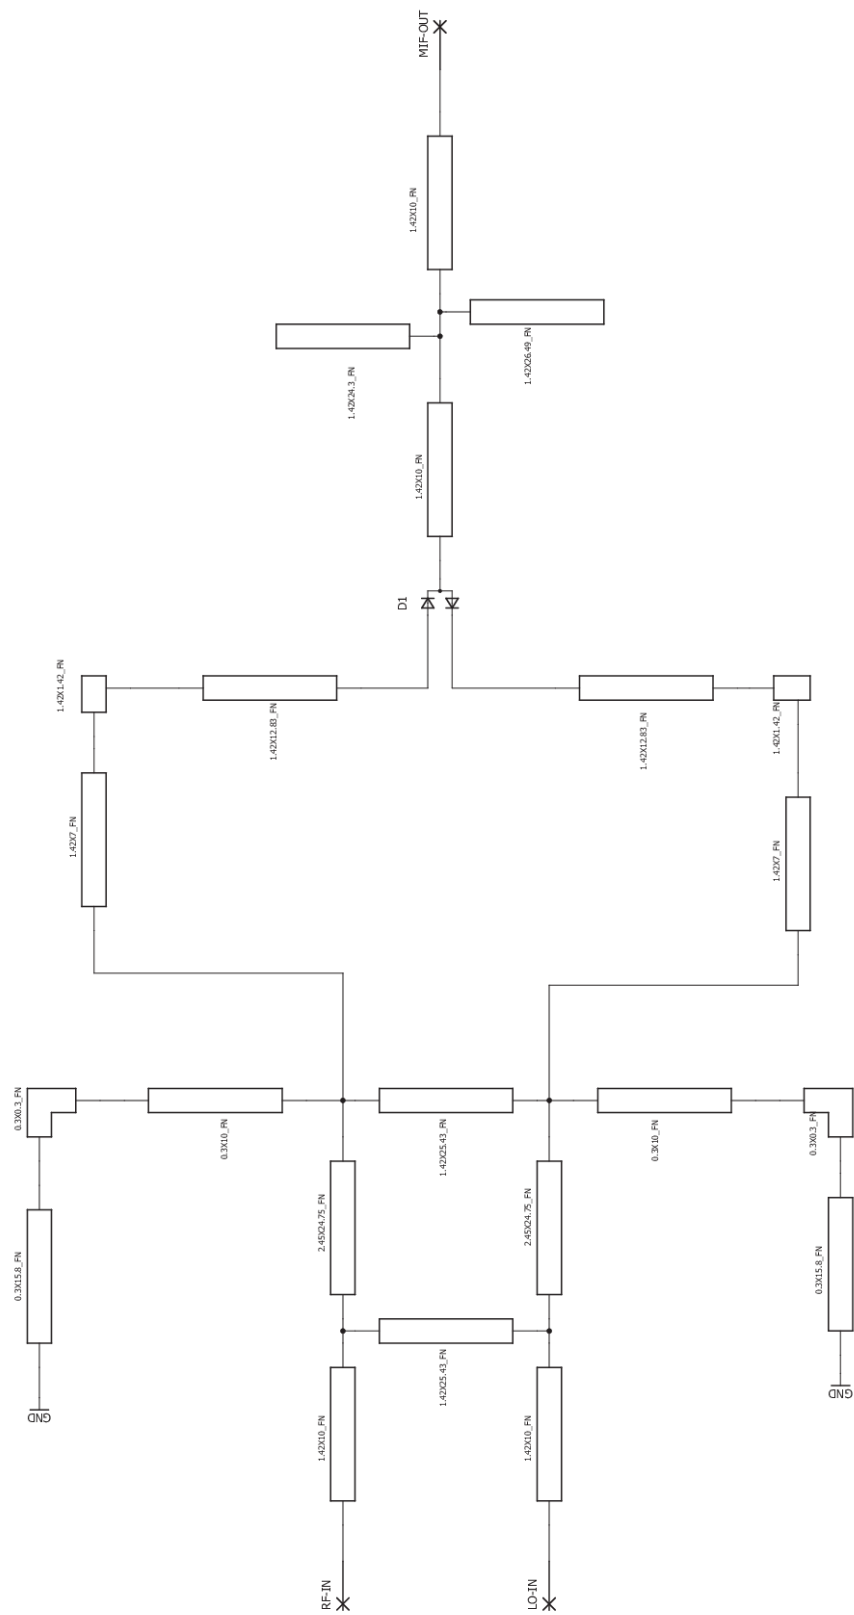 MIF-OUT
1.42X10_FN
1.42X26.49_FN
1.42X24.3_FN
1.42X10_FN
D1
1.42X1.42_FN
1.42X12.83_FN
1.42X12.83_FN
1.42X1.42_FN
1.42X7_FN
1.42X7_FN
0.3X0.3_FN
0.3X10_FN
1.42X25.43_FN
0.3X10_FN
0.3X0.3_FN
2.45X24.75_FN
2.45X24.75_FN
0.3X15.8_FN
0.3X15.8_FN
1.42X25.43_FN
GND
GND
1.42X10_FN
1.42X10_FN
RF-IN
LO-IN